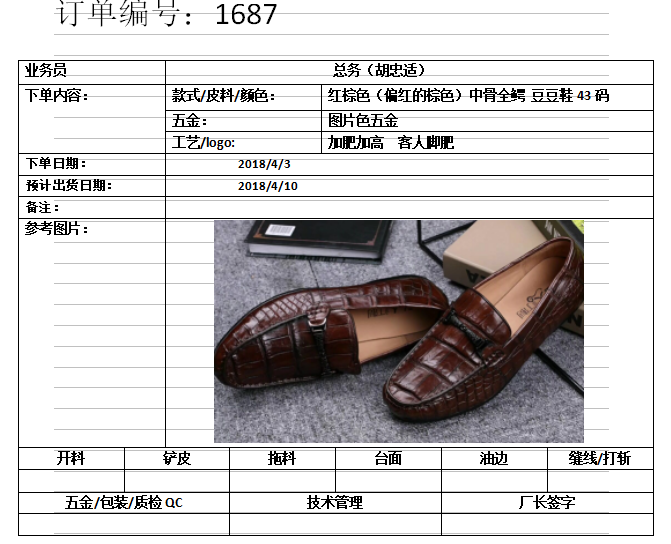 订单编号：1687
业务员 总务（胡忠适）
下单内容： 款式/皮料/颜色： 红棕色（偏红的棕色）中骨全鳄 豆豆鞋 43 码
五金： 图片色五金
工艺/logo: 加肥加高 客人脚肥
下单日期： 2018/4/3
预计出货日期： 2018/4/10
备注：
参考图片：
开料 铲皮 拖料 台面 油边 缝线/打斩
五金/包装/质检 QC 技术管理 厂长签字